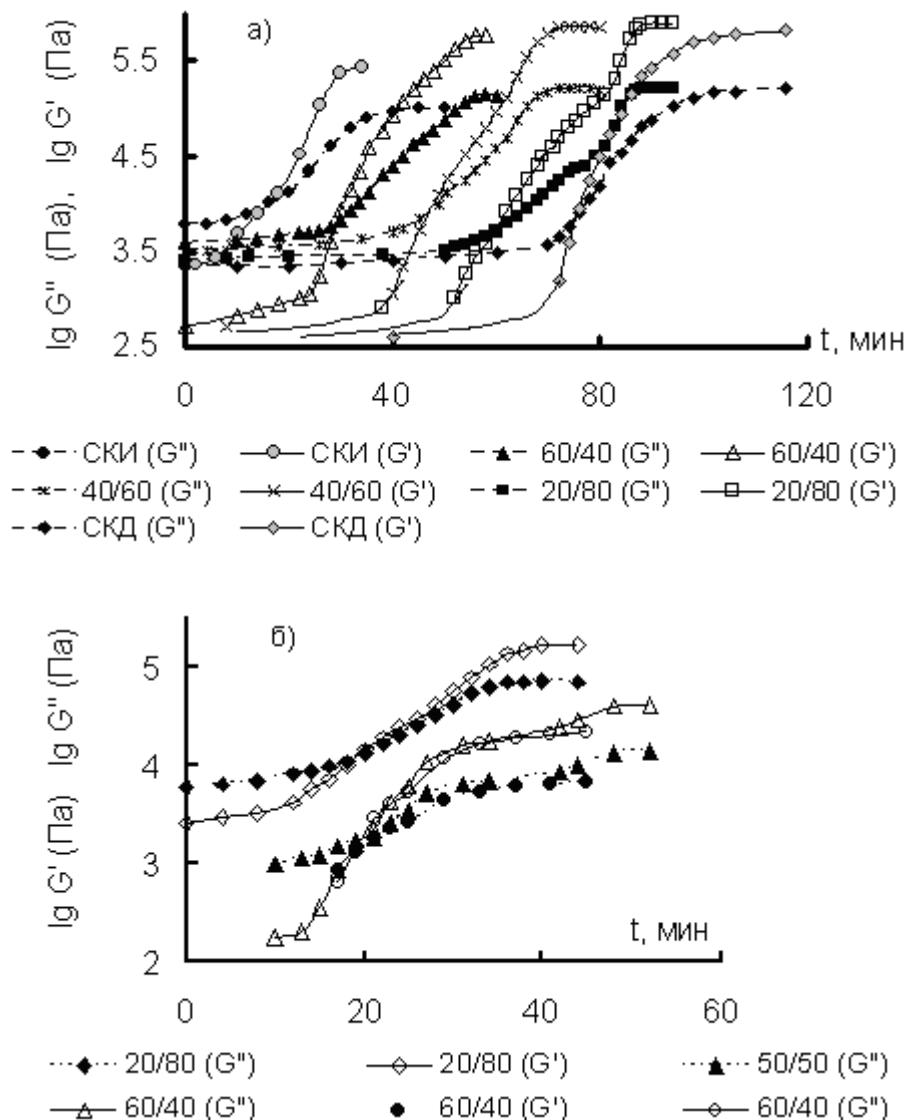 а)
lg G'' (Па), lg G' (Па)
5.5
4.5
3.5
2.5
t, мин
0 40 80 120
СКИ (G'') СКИ (G') 60/40 (G'') 60/40 (G')
40/60 (G'') 40/60 (G') 20/80 (G'') 20/80 (G')
СКД (G'') СКД (G')
б)
lg G' (Па) lg G'' (Па)
5
4
3
2
t, мин
0 20 40 60
20/80 (G'') 20/80 (G') 50/50 (G'')
60/40 (G') 60/40 (G') 60/40 (G')